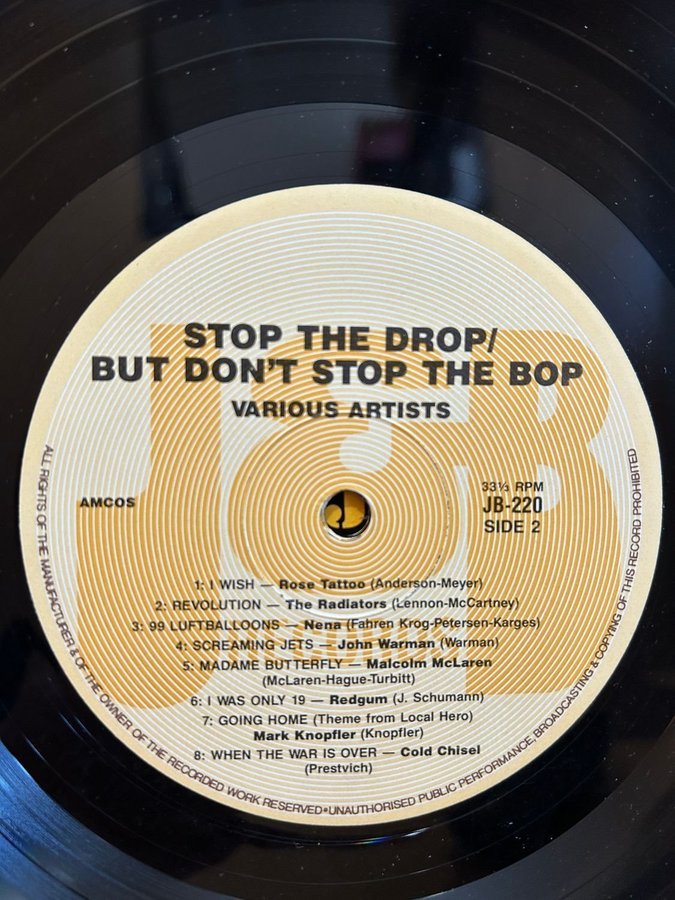 STOP THE DROP/
BUT DON'T STOP THE BOP
VARIOUS ARTISTS
AMCOS
33⅓ RPM
JB-220
SIDE 2
1: I WISH — Rose Tattoo (Anderson-Meyer)
2: REVOLUTION — The Radiators (Lennon-McCartney)
3: 99 LUFTBALLOONS — Nena (Fahren Krog-Petersen-Karges)
4: SCREAMING JETS — John Warman (Warman)
5: MADAME BUTTERFLY — Malcolm McLaren
(McLaren-Hague-Turbitt)
6: I WAS ONLY 19 — Redgum (J. Schumann)
7: GOING HOME (Theme from Local Hero)
Mark Knopfler (Knopfler)
8: WHEN THE WAR IS OVER — Cold Chisel
(Prestvich)
ALL RIGHTS OF THE MANUFACTURER & OF THE OWNER OF THE RECORDED WORK RESERVED•UNAUTHORISED PUBLIC PERFORMANCE, BROADCASTING & COPYING OF THIS RECORD PROHIBITED